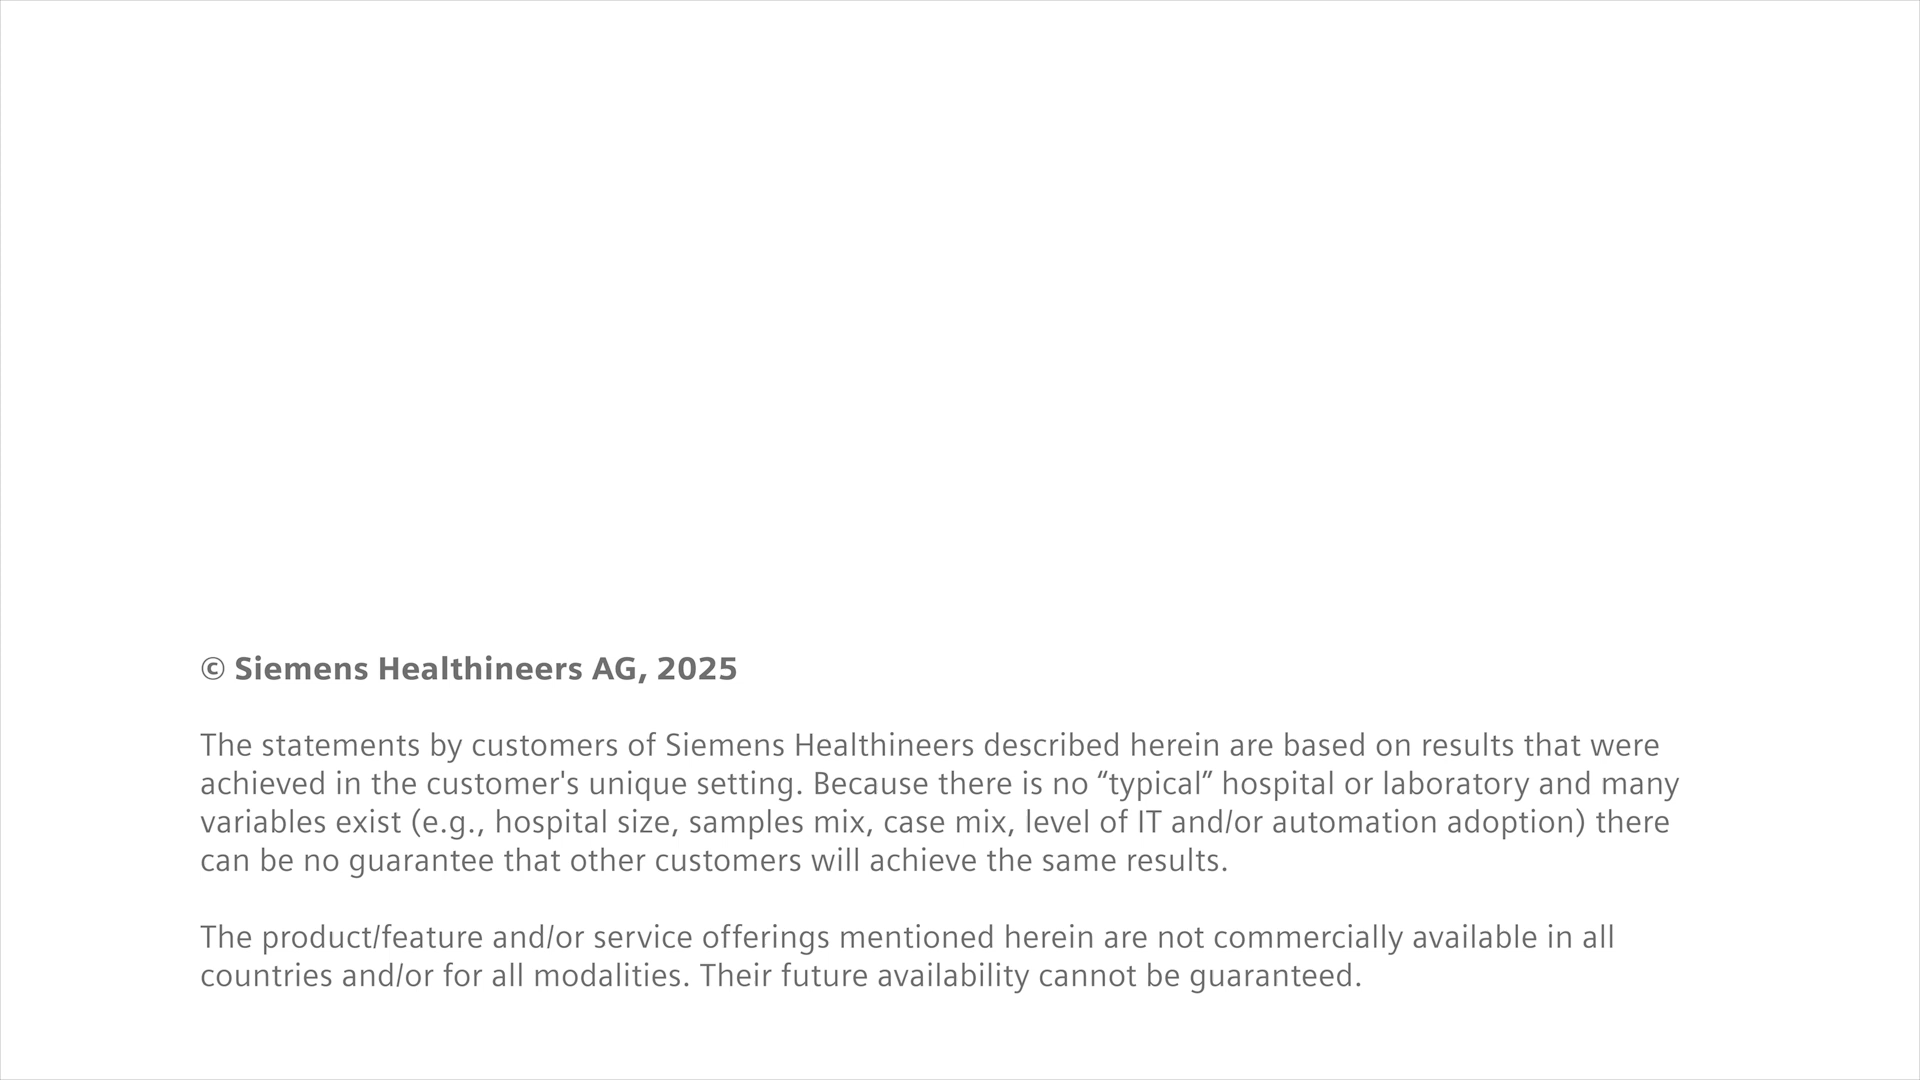 © Siemens Healthineers AG, 2025
The statements by customers of Siemens Healthineers described herein are based on results that were
achieved in the customer's unique setting. Because there is no “typical” hospital or laboratory and many
variables exist (e.g., hospital size, samples mix, case mix, level of IT and/or automation adoption) there
can be no guarantee that other customers will achieve the same results.
The product/feature and/or service offerings mentioned herein are not commercially available in all
countries and/or for all modalities. Their future availability cannot be guaranteed.